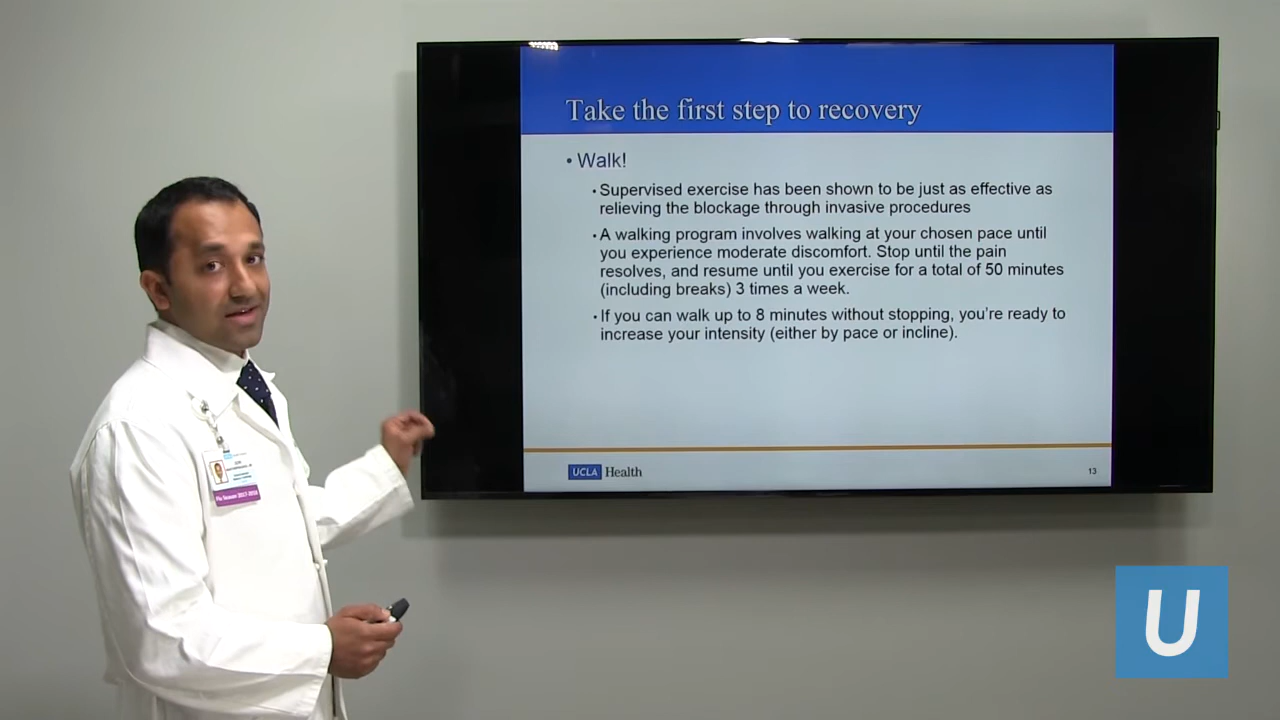 Take the first step to recovery
• Walk!
• Supervised exercise has been shown to be just as effective as
relieving the blockage through invasive procedures
• A walking program involves walking at your chosen pace until
you experience moderate discomfort. Stop until the pain
resolves, and resume until you exercise for a total of 50 minutes
(including breaks) 3 times a week.
• If you can walk up to 8 minutes without stopping, you're ready to
increase your intensity (either by pace or incline).
UCLA Health
13
Flu Season 2017-2018
U